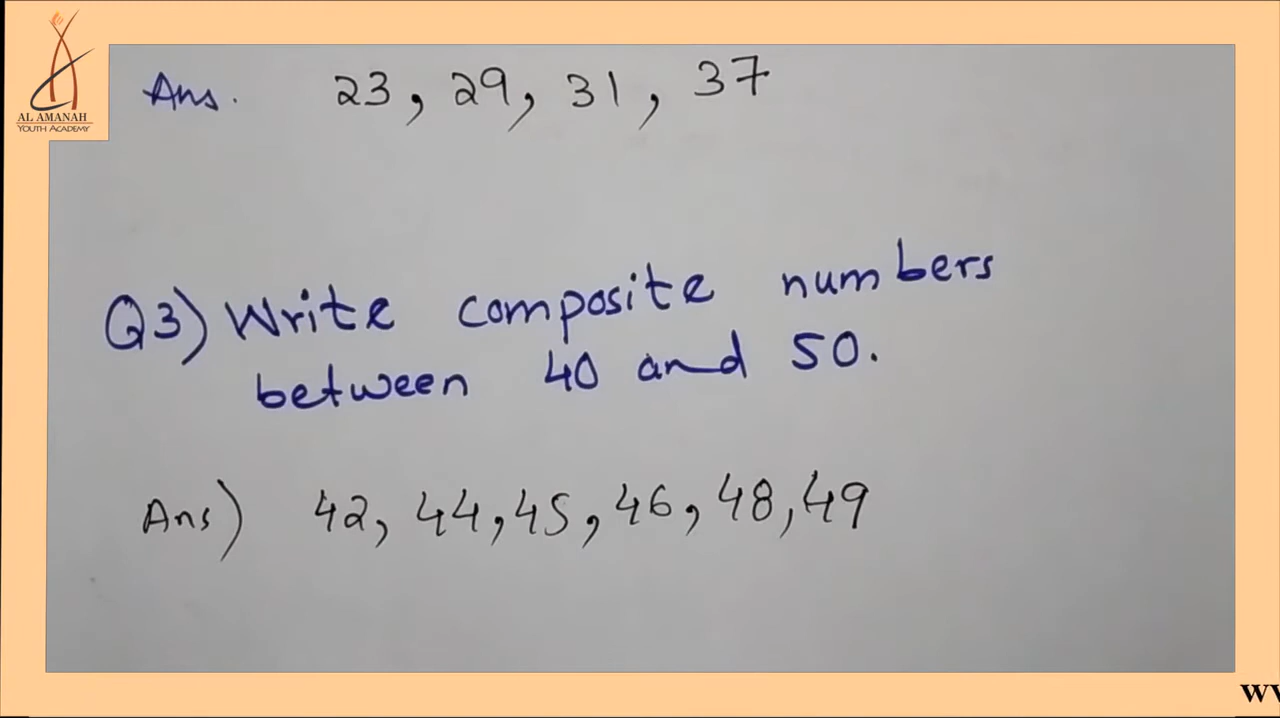 AL AMANAH
YOUTH ACADEMY
Ans. 23, 29, 31, 37
Q3) Write composite numbers
between 40 and 50.
Ans) 42, 44, 45, 46, 48, 49